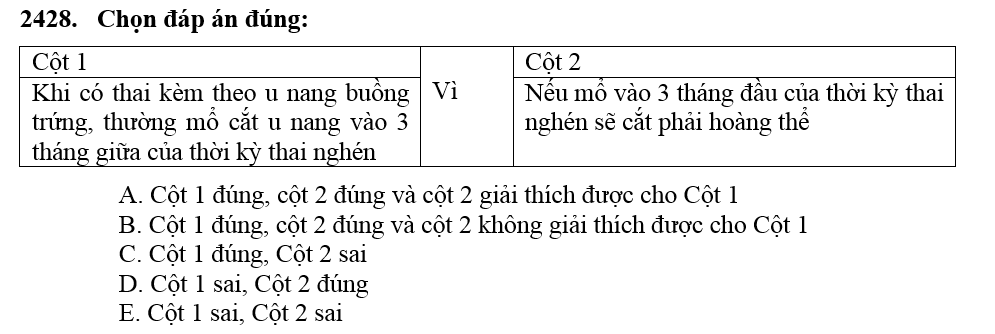 2428. Chọn đáp án đúng:
Cột 1
Khi có thai kèm theo u nang buồng
trứng, thường mổ cắt u nang vào 3
tháng giữa của thời kỳ thai nghén
Vì
Cột 2
Nếu mổ vào 3 tháng đầu của thời kỳ thai
nghén sẽ cắt phải hoàng thể
A. Cột 1 đúng, cột 2 đúng và cột 2 giải thích được cho Cột 1
B. Cột 1 đúng, cột 2 đúng và cột 2 không giải thích được cho Cột 1
C. Cột 1 đúng, Cột 2 sai
D. Cột 1 sai, Cột 2 đúng
E. Cột 1 sai, Cột 2 sai